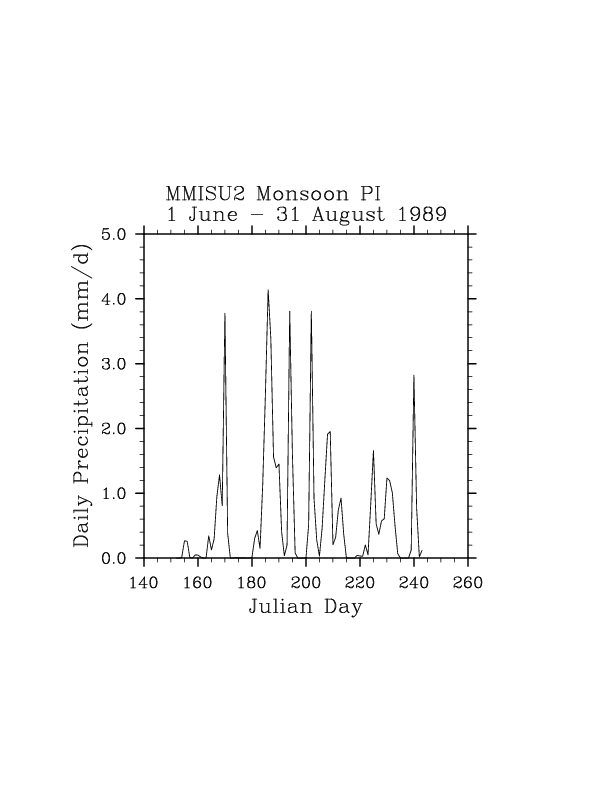 MMISU2 Monsoon PI
1 June - 31 August 1989
Daily Precipitation (mm/d)
5.0
4.0
3.0
2.0
1.0
0.0
140 160 180 200 220 240 260
Julian Day